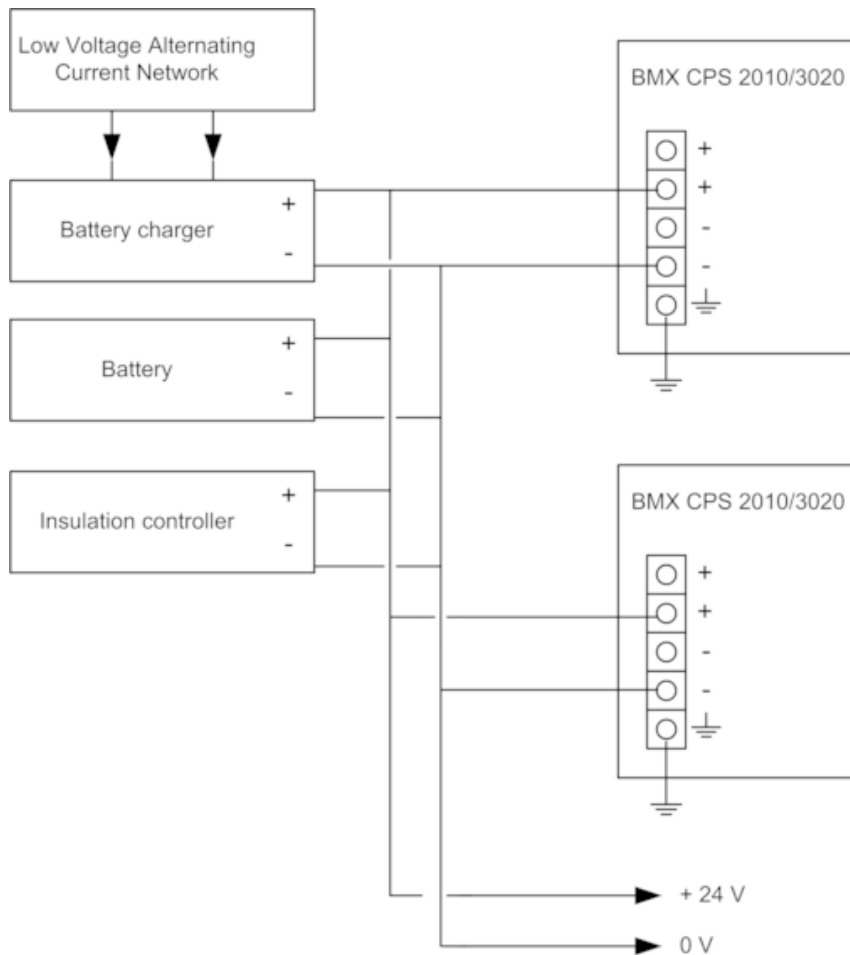 Low Voltage Alternating
Current Network
Battery charger
+
-
Battery
+
-
Insulation controller
+
-
BMX CPS 2010/3020
+
+
-
-
BMX CPS 2010/3020
+
+
-
-
+ 24 V
0 V